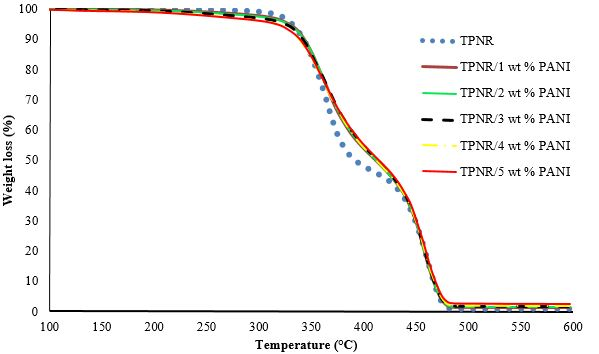 100
90
80
70
60
50
40
30
20
10
0
Weight loss (%)
100 150 200 250 300 350 400 450 500 550 600
Temperature (°C)
TPNR
TPNR/1 wt % PANI
TPNR/2 wt % PANI
TPNR/3 wt % PANI
TPNR/4 wt % PANI
TPNR/5 wt % PANI